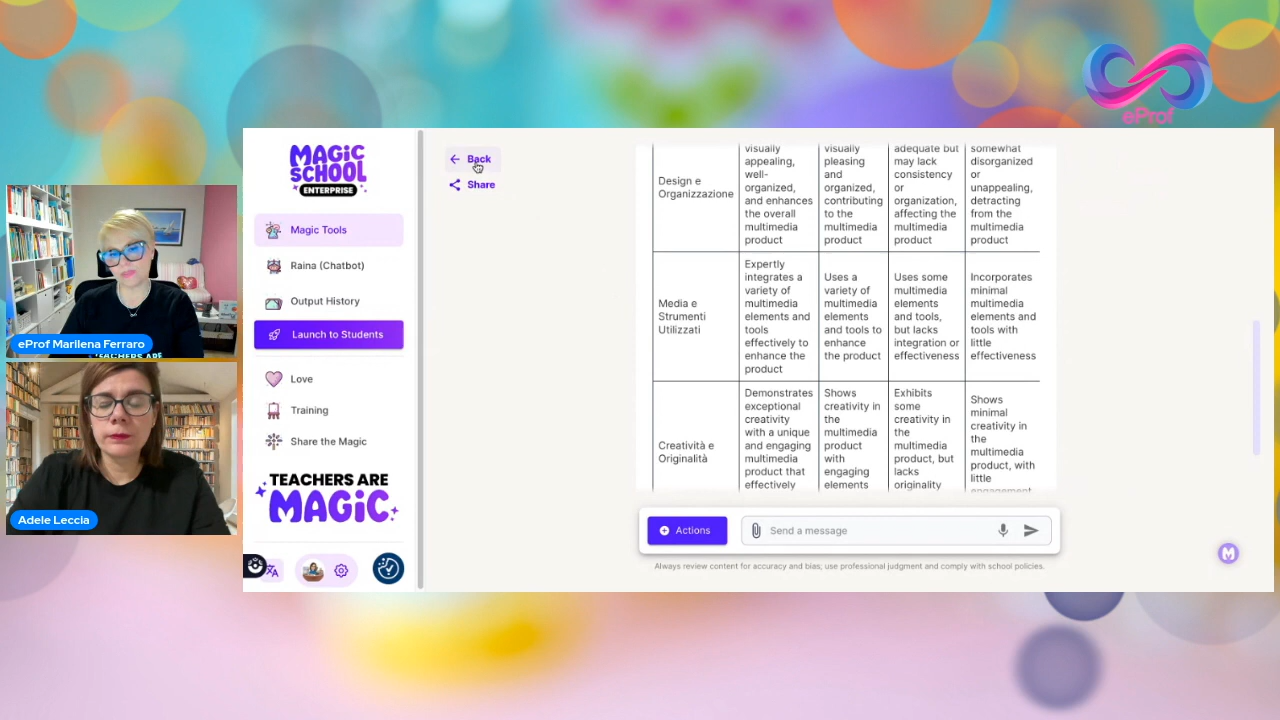 eProf
MAGIC
SCHOOL
ENTERPRISE
Magic Tools
Raina (Chatbot)
Output History
Launch to Students
Love
Training
Share the Magic
TEACHERS ARE
MAGIC
Back
Share
Design e
Organizzazione
visually
appealing,
well-
organized,
and enhances
the overall
multimedia
product
visually
pleasing
and
organized,
contributing
to the
multimedia
product
adequate but
may lack
consistency
or
organization,
affecting the
multimedia
product
somewhat
disorganized
or
unappealing,
detracting
from the
multimedia
product
Media e
Strumenti
Utilizzati
Expertly
integrates a
variety of
multimedia
elements and
tools
effectively to
enhance the
product
Uses a
variety of
multimedia
elements
and tools to
enhance
the product
Uses some
multimedia
elements
and tools,
but lacks
integration or
effectiveness
Incorporates
minimal
multimedia
elements and
tools with
little
effectiveness
Creatività e
Originalità
Demonstrates
exceptional
creativity
with a unique
and engaging
multimedia
product that
effectively
Shows
creativity in
the
multimedia
product
with
engaging
elements
Exhibits
some
creativity in
the
multimedia
product, but
lacks
originality
Shows
minimal
creativity in
the
multimedia
product, with
little
engagement
Actions
Send a message
Always review content for accuracy and bias; use professional judgment and comply with school policies.
eProf Marilena Ferraro
TEACHERS ARE
Adele Leccia